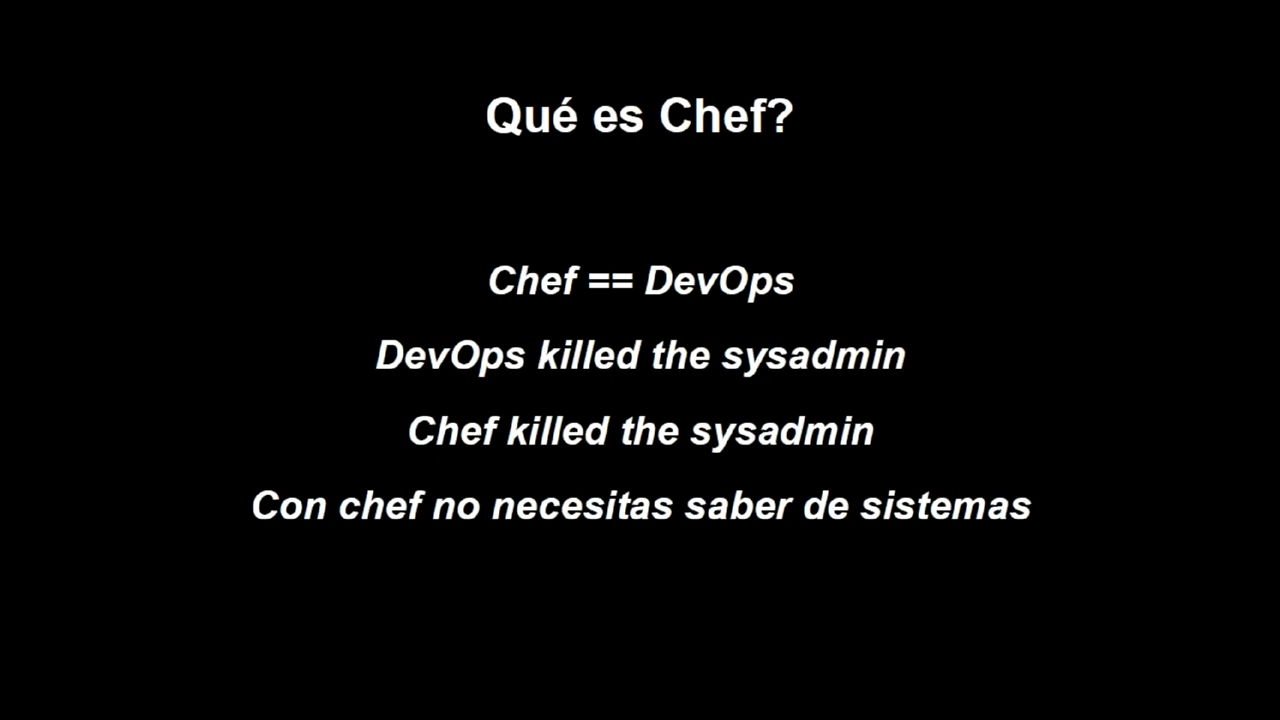 Qué es Chef?
Chef == DevOps
DevOps killed the sysadmin
Chef killed the sysadmin
Con chef no necesitas saber de sistemas